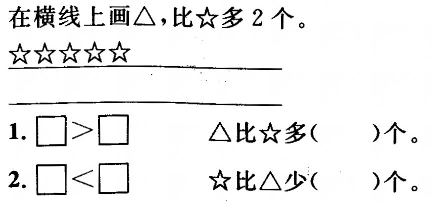 在横线上画△,比☆多 2 个。
☆☆☆☆☆
1. □>□ △比☆多( )个。
2. □<□ ☆比△少( )个。